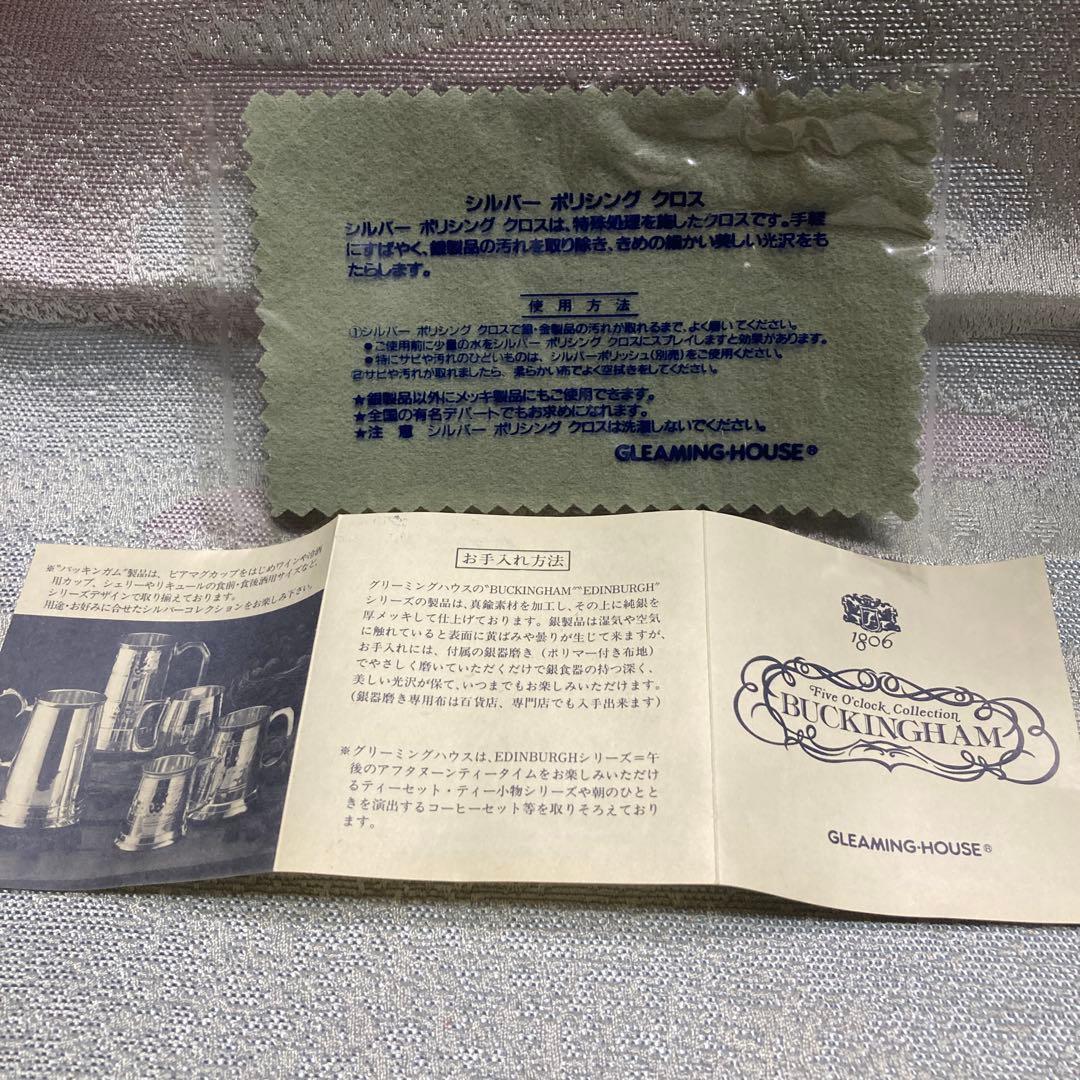 シルバー ポリシング クロス
シルバー ポリシング クロスは、特殊処理を施したクロスです。手軽
にすばやく、銀製品の汚れを取り除き、きめの細かい美しい光沢をも
たらします。
使用方法
①シルバー ポリシング クロスで銀・金製品の汚れが取れるまで、よく磨いてください。
●ご使用前に少量の水をシルバー ポリシング クロスにスプレイしますと効果があります。
●特にサビや汚れのひどいものは、シルバーポリッシュ(別売)をご使用ください。
②サビや汚れが取れましたら、柔らかい布でよく空拭きをしてください。
★銀製品以外にメッキ製品にもご使用できます。
★全国の有名デパートでもお求めになれます。
★注 意 シルバー ポリシング クロスは洗濯しないでください。
GLEAMING・HOUSE®
※"バッキンガム"製品は、ビアマグカップをはじめワインや冷酒
用カップ、シェリーやリキュールの食前・食後酒用サイズなど、
シリーズデザインで取り揃えております。
用途・お好みに合せたシルバーコレクションをお楽しみ下さい。
お手入れ方法
グリーミングハウスの"BUCKINGHAM""EDINBURGH"
シリーズの製品は、真鍮素材を加工し、その上に純銀を
厚メッキして仕上げております。銀製品は湿気や空気
に触れていると表面に黄ばみや曇りが生じて来ますが、
お手入れには、付属の銀器磨き(ポリマー付き布地)
でやさしく磨いていただくだけで銀食器の持つ深く、
美しい光沢が保て、いつまでもお楽しみいただけます。
(銀器磨き専用布は百貨店、専門店でも入手出来ます)
※グリーミングハウスは、EDINBURGHシリーズ=午
後のアフタヌーンティータイムをお楽しみいただけ
るティーセット・ティー小物シリーズや朝のひとと
きを演出するコーヒーセット等を取りそろえており
ます。
1806
Five O'clock Collection
BUCKINGHAM
GLEAMING・HOUSE®